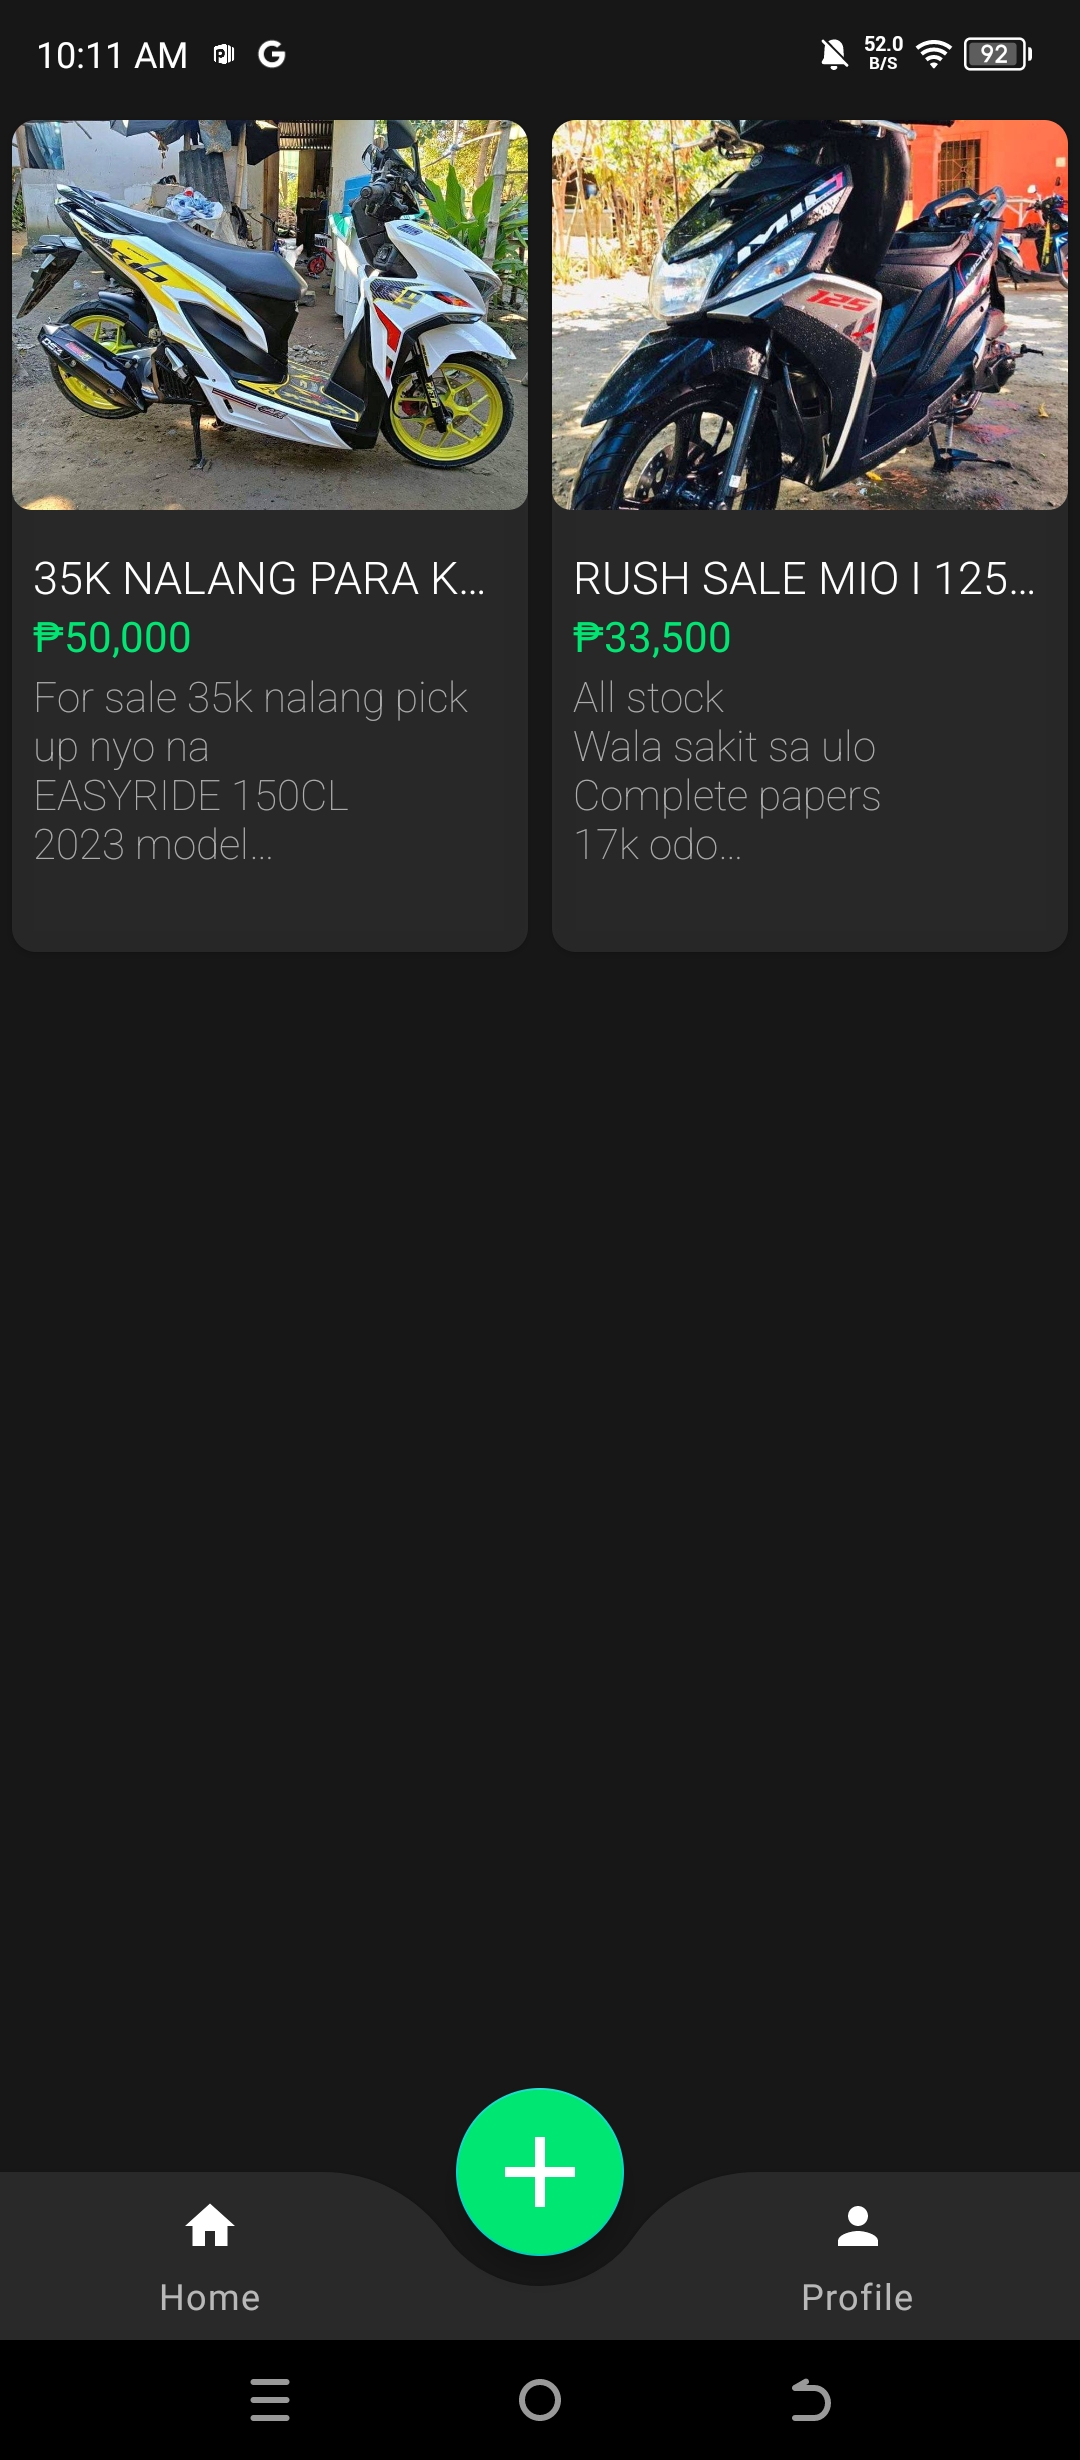 10:11 AM
52.0
B/S
92
MIO
125
35K NALANG PARA K...
₱50,000
For sale 35k nalang pick
up nyo na
EASYRIDE 150CL
2023 model...
RUSH SALE MIO I 125...
₱33,500
All stock
Wala sakit sa ulo
Complete papers
17k odo...
Home
Profile